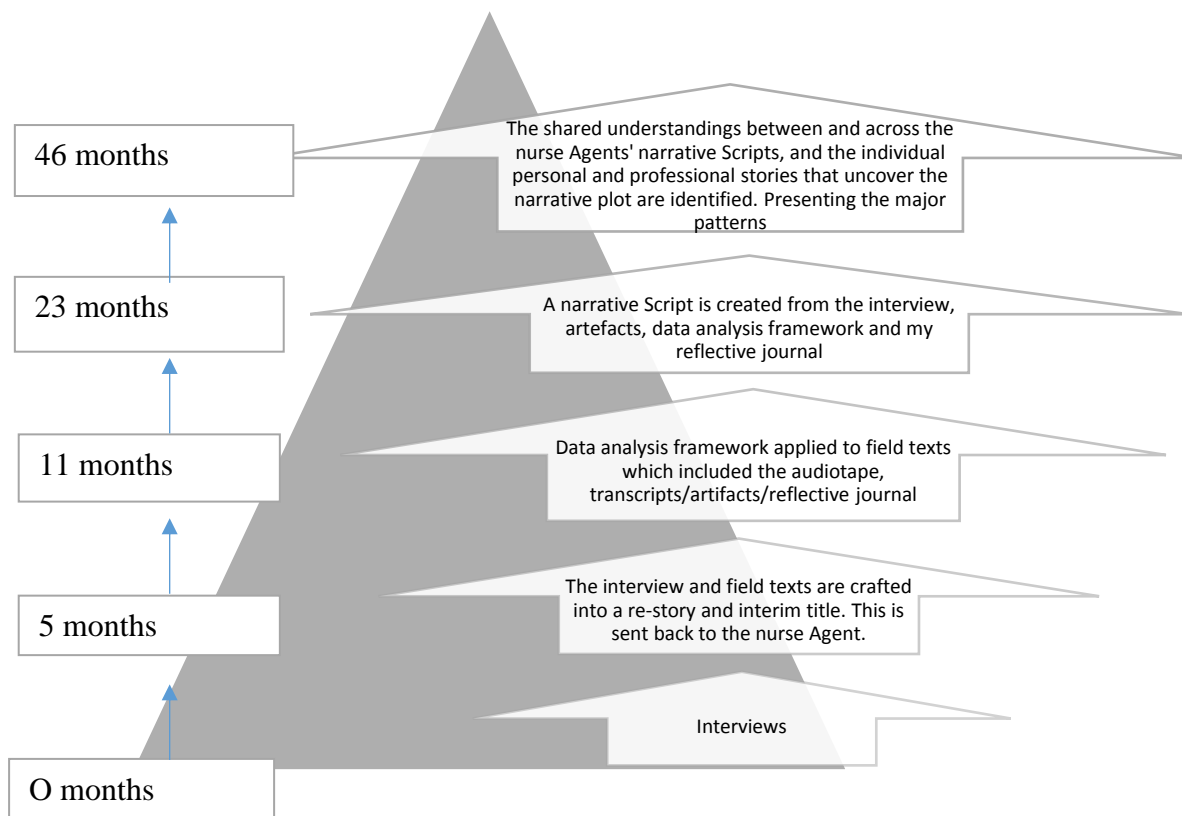 46 months
The shared understandings between and across the
nurse Agents' narrative Scripts, and the individual
personal and professional stories that uncover the
narrative plot are identified. Presenting the major
patterns
23 months
A narrative Script is created from the interview,
artefacts, data analysis framework and my
reflective journal
11 months
Data analysis framework applied to field texts
which included the audiotape,
transcripts/artifacts/reflective journal
5 months
The interview and field texts are crafted
into a re-story and interim title. This is
sent back to the nurse Agent.
Interviews
O months